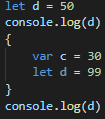 let d = 50
console.log(d)
{
    var c = 30
    let d = 99
}
console.log(d)